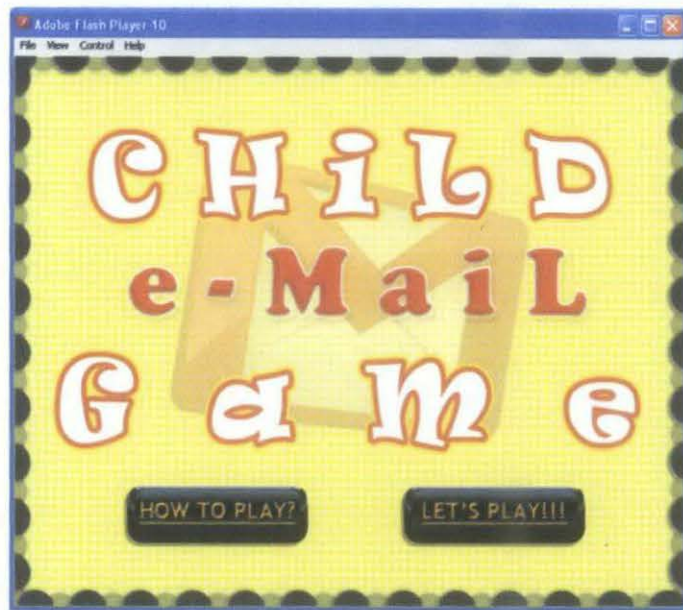 Adobe Flash Player 10
File View Control Help
CHiLD
e-MaiL
Game
HOW TO PLAY?
LET'S PLAY!!!